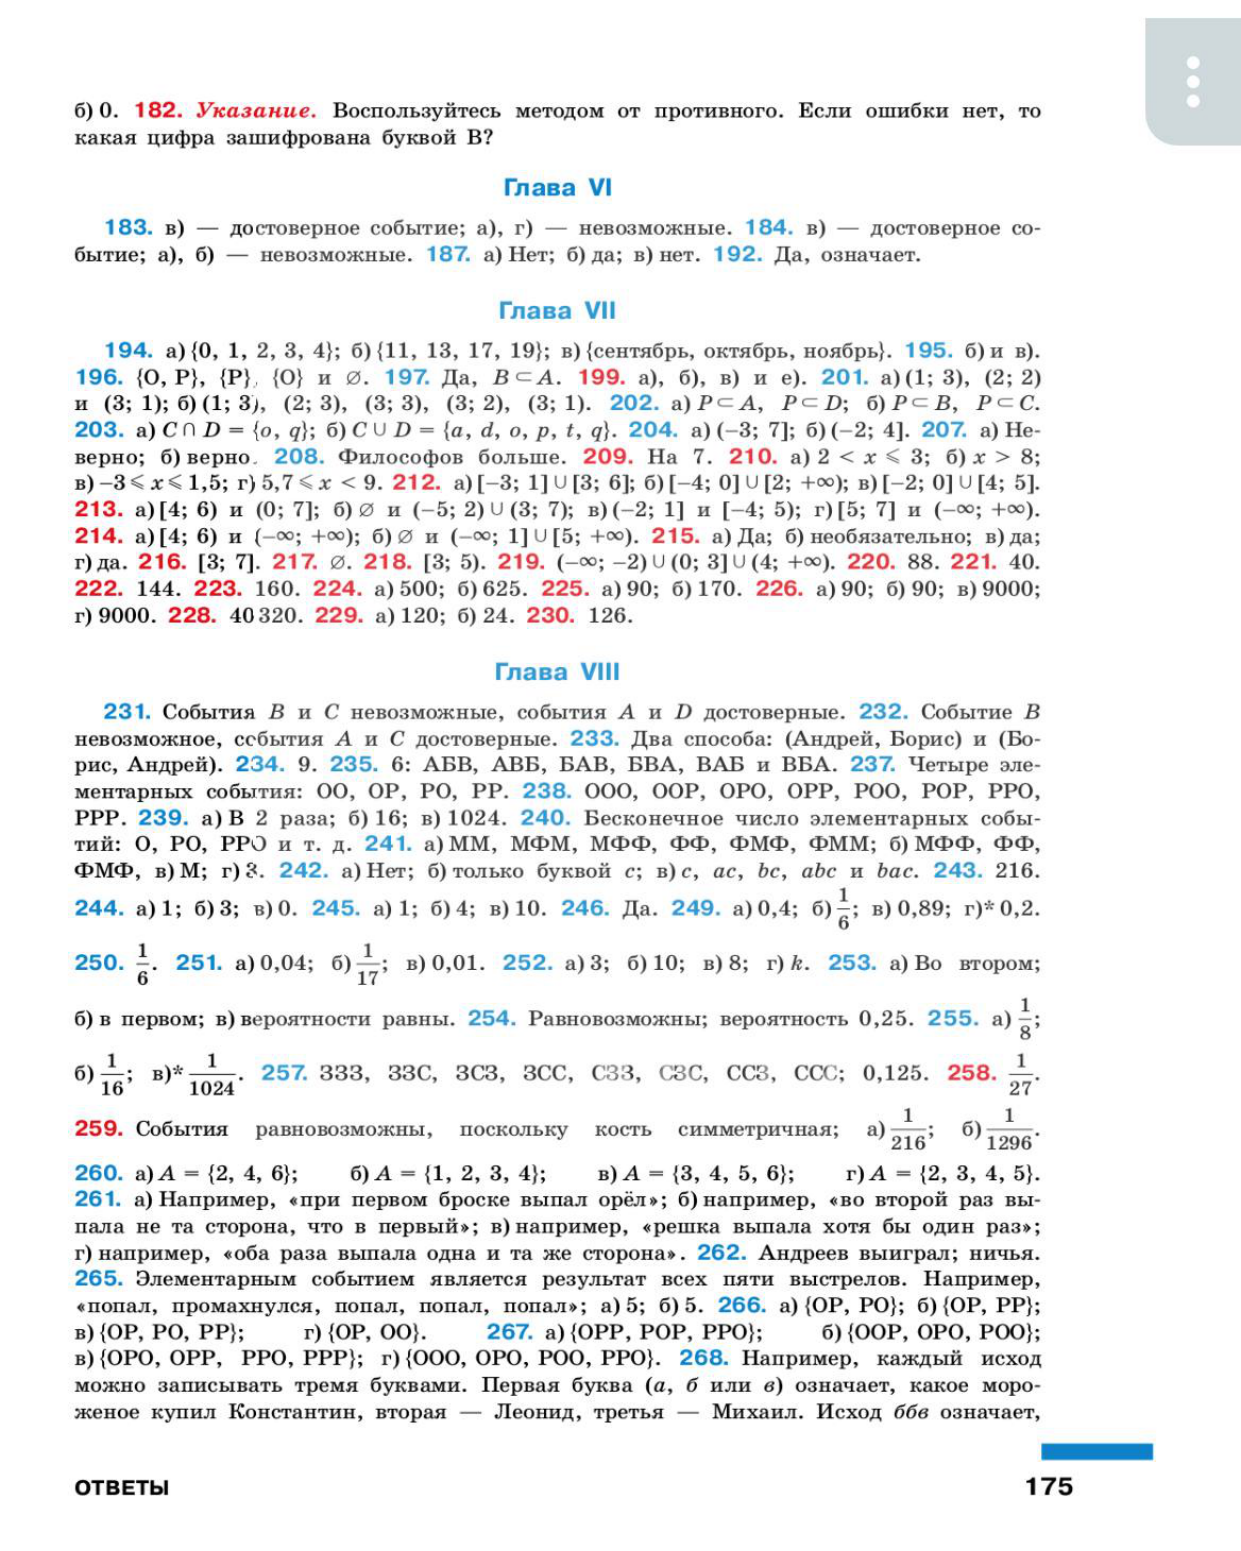 б) 0. 182. Указание. Воспользуйтесь методом от противного. Если ошибки нет, то
какая цифра зашифрована буквой В?
Глава VI
183. в) — достоверное событие; а), г) — невозможные. 184. в) — достоверное со-
бытие; а), б) — невозможные. 187. а) Нет; б) да; в) нет. 192. Да, означает.
Глава VII
194. а) {0, 1, 2, 3, 4}; б) {11, 13, 17, 19}; в) {сентябрь, октябрь, ноябрь}. 195. б) и в).
196. {О, Р}, {Р}, {О} и ∅. 197. Да, B ⊂ A. 199. а), б), в) и е). 201. а) (1; 3), (2; 2)
и (3; 1); б) (1; 3), (2; 3), (3; 3), (3; 2), (3; 1). 202. а) P ⊂ A, P ⊂ D; б) P ⊂ B, P ⊂ C.
203. а) C ∩ D = {o, q}; б) C ∪ D = {a, d, o, p, t, q}. 204. а) (−3; 7]; б) (−2; 4]. 207. а) Не-
верно; б) верно. 208. Философов больше. 209. На 7. 210. а) 2 < x ⩽ 3; б) x > 8;
в) −3 ⩽ x ⩽ 1,5; г) 5,7 ⩽ x < 9. 212. а) [−3; 1] ∪ [3; 6]; б) [−4; 0] ∪ [2; +∞); в) [−2; 0] ∪ [4; 5].
213. а) [4; 6) и (0; 7]; б) ∅ и (−5; 2) ∪ (3; 7); в) (−2; 1] и [−4; 5); г) [5; 7] и (−∞; +∞).
214. а) [4; 6) и (−∞; +∞); б) ∅ и (−∞; 1] ∪ [5; +∞). 215. а) Да; б) необязательно; в) да;
г) да. 216. [3; 7]. 217. ∅. 218. [3; 5). 219. (−∞; −2) ∪ (0; 3] ∪ (4; +∞). 220. 88. 221. 40.
222. 144. 223. 160. 224. а) 500; б) 625. 225. а) 90; б) 170. 226. а) 90; б) 90; в) 9000;
г) 9000. 228. 40 320. 229. а) 120; б) 24. 230. 126.
Глава VIII
231. События B и C невозможные, события A и D достоверные. 232. Событие B
невозможное, события A и C достоверные. 233. Два способа: (Андрей, Борис) и (Бо-
рис, Андрей). 234. 9. 235. 6: АБВ, АВБ, БАВ, БВА, ВАБ и ВБА. 237. Четыре эле-
ментарных события: ОО, ОР, РО, РР. 238. ООО, ООР, ОРО, ОРР, РОО, РОР, РРО,
РРР. 239. а) В 2 раза; б) 16; в) 1024. 240. Бесконечное число элементарных собы-
тий: О, РО, РРО и т. д. 241. а) ММ, МФМ, МФФ, ФФ, ФМФ, ФММ; б) МФФ, ФФ,
ФМФ, в) М; г) 3. 242. а) Нет; б) только буквой c; в) c, ac, bc, abc и bac. 243. 216.
244. а) 1; б) 3; в) 0. 245. а) 1; б) 4; в) 10. 246. Да. 249. а) 0,4; б) 1/6; в) 0,89; г)* 0,2.
250. 1/6. 251. а) 0,04; б) 1/17; в) 0,01. 252. а) 3; б) 10; в) 8; г) k. 253. а) Во втором;
б) в первом; в) вероятности равны. 254. Равновозможны; вероятность 0,25. 255. а) 1/8;
б) 1/16; в)* 1/1024. 257. ЗЗЗ, ЗЗС, ЗСЗ, ЗСС, СЗЗ, СЗС, ССЗ, ССС; 0,125. 258. 1/27.
259. События равновозможны, поскольку кость симметричная; а) 1/216; б) 1/1296.
260. а) A = {2, 4, 6}; б) A = {1, 2, 3, 4}; в) A = {3, 4, 5, 6}; г) A = {2, 3, 4, 5}.
261. а) Например, «при первом броске выпал орёл»; б) например, «во второй раз вы-
пала не та сторона, что в первый»; в) например, «решка выпала хотя бы один раз»;
г) например, «оба раза выпала одна и та же сторона». 262. Андреев выиграл; ничья.
265. Элементарным событием является результат всех пяти выстрелов. Например,
«попал, промахнулся, попал, попал, попал»; а) 5; б) 5. 266. а) {ОР, РО}; б) {ОР, РР};
в) {ОР, РО, РР}; г) {ОР, ОО}. 267. а) {ОРР, РОР, РРО}; б) {ООР, ОРО, РОО};
в) {ОРО, ОРР, РРО, РРР}; г) {ООО, ОРО, РОО, РРО}. 268. Например, каждый исход
можно записывать тремя буквами. Первая буква (а, б или в) означает, какое моро-
женое купил Константин, вторая — Леонид, третья — Михаил. Исход ббв означает,
ОТВЕТЫ 175